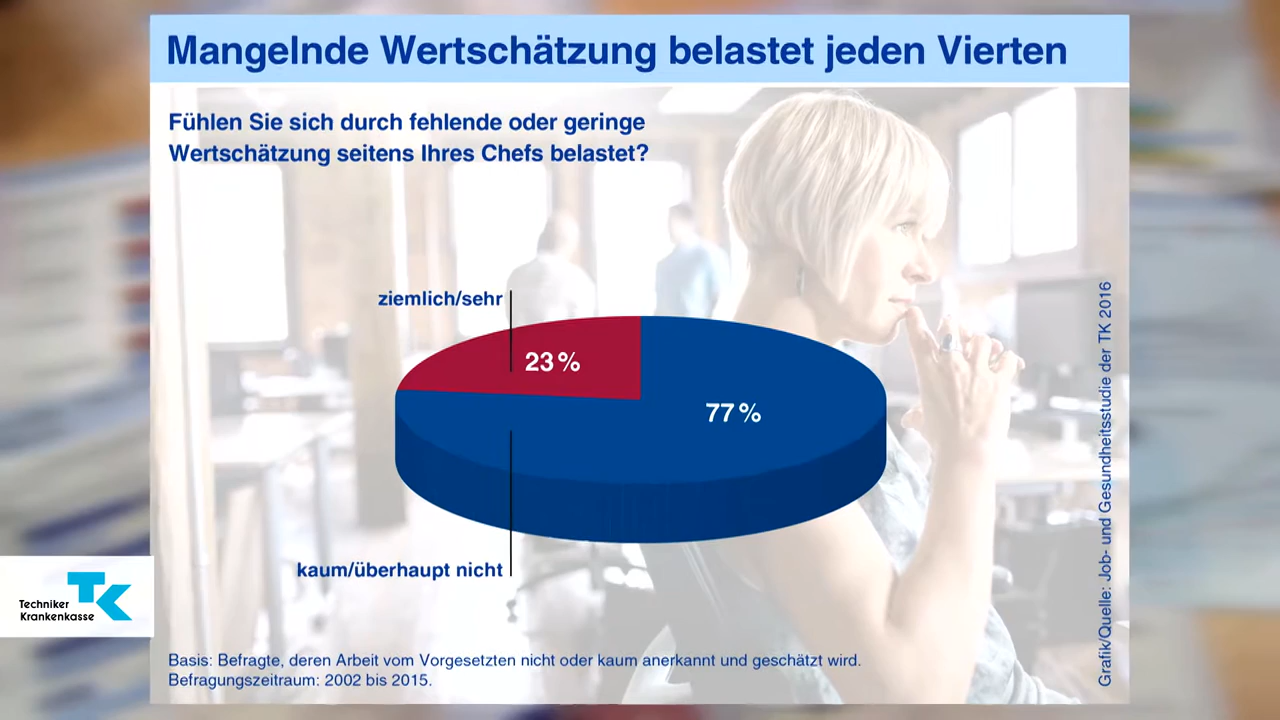 Mangelnde Wertschätzung belastet jeden Vierten
Fühlen Sie sich durch fehlende oder geringe
Wertschätzung seitens Ihres Chefs belastet?
ziemlich/sehr
23 %
77 %
kaum/überhaupt nicht
Techniker
Krankenkasse
TK
Basis: Befragte, deren Arbeit vom Vorgesetzten nicht oder kaum anerkannt und geschätzt wird.
Befragungszeitraum: 2002 bis 2015.
Grafik/Quelle: Job- und Gesundheitsstudie der TK 2016